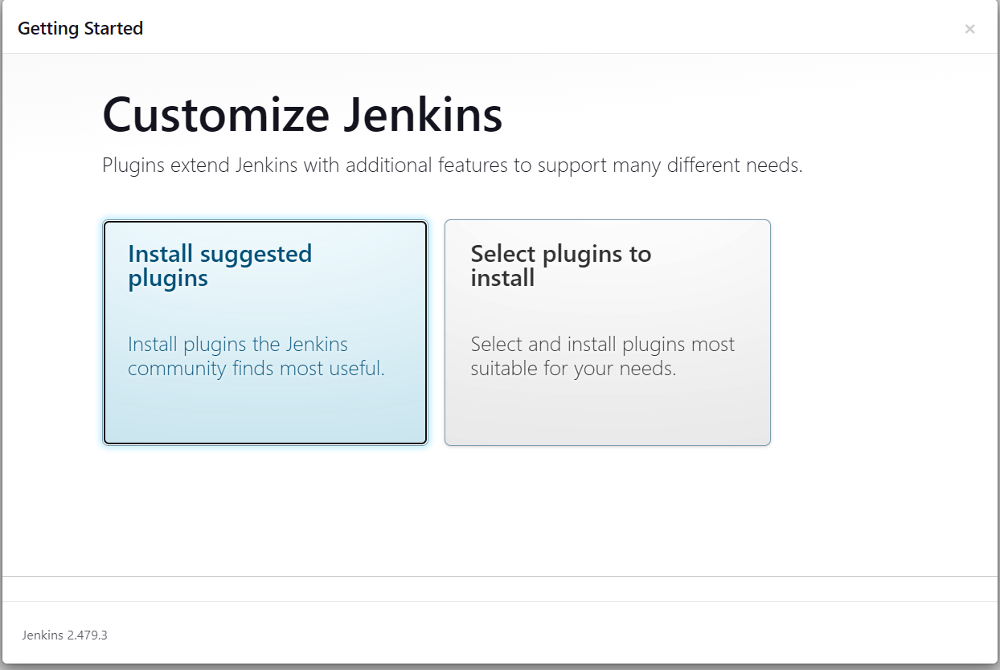 Getting Started
×
Customize Jenkins
Plugins extend Jenkins with additional features to support many different needs.
Install suggested
plugins
Install plugins the Jenkins
community finds most useful.
Select plugins to
install
Select and install plugins most
suitable for your needs.
Jenkins 2.479.3